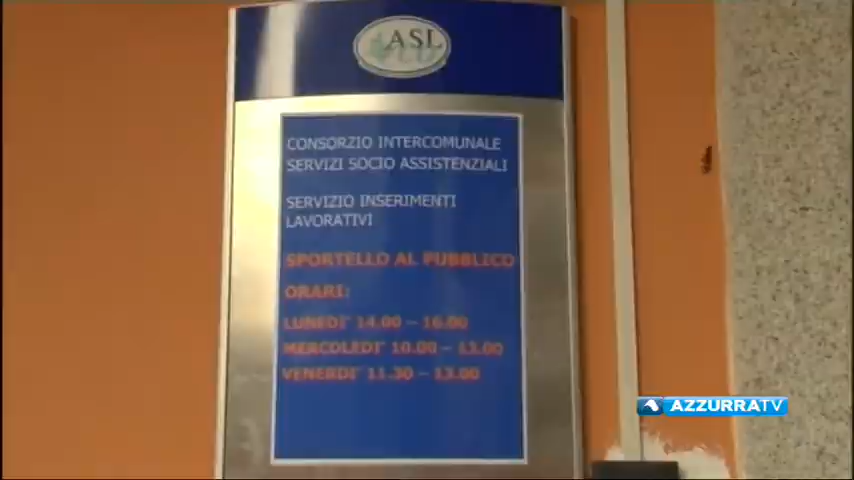 ASL
VCO
CONSORZIO INTERCOMUNALE
SERVIZI SOCIO ASSISTENZIALI
SERVIZIO INSERIMENTI
LAVORATIVI
SPORTELLO AL PUBBLICO
ORARI:
LUNEDI' 14.00 – 16.00
MERCOLEDI' 10.00 – 13.00
VENERDI' 11.30 – 13.00
AZZURRATV